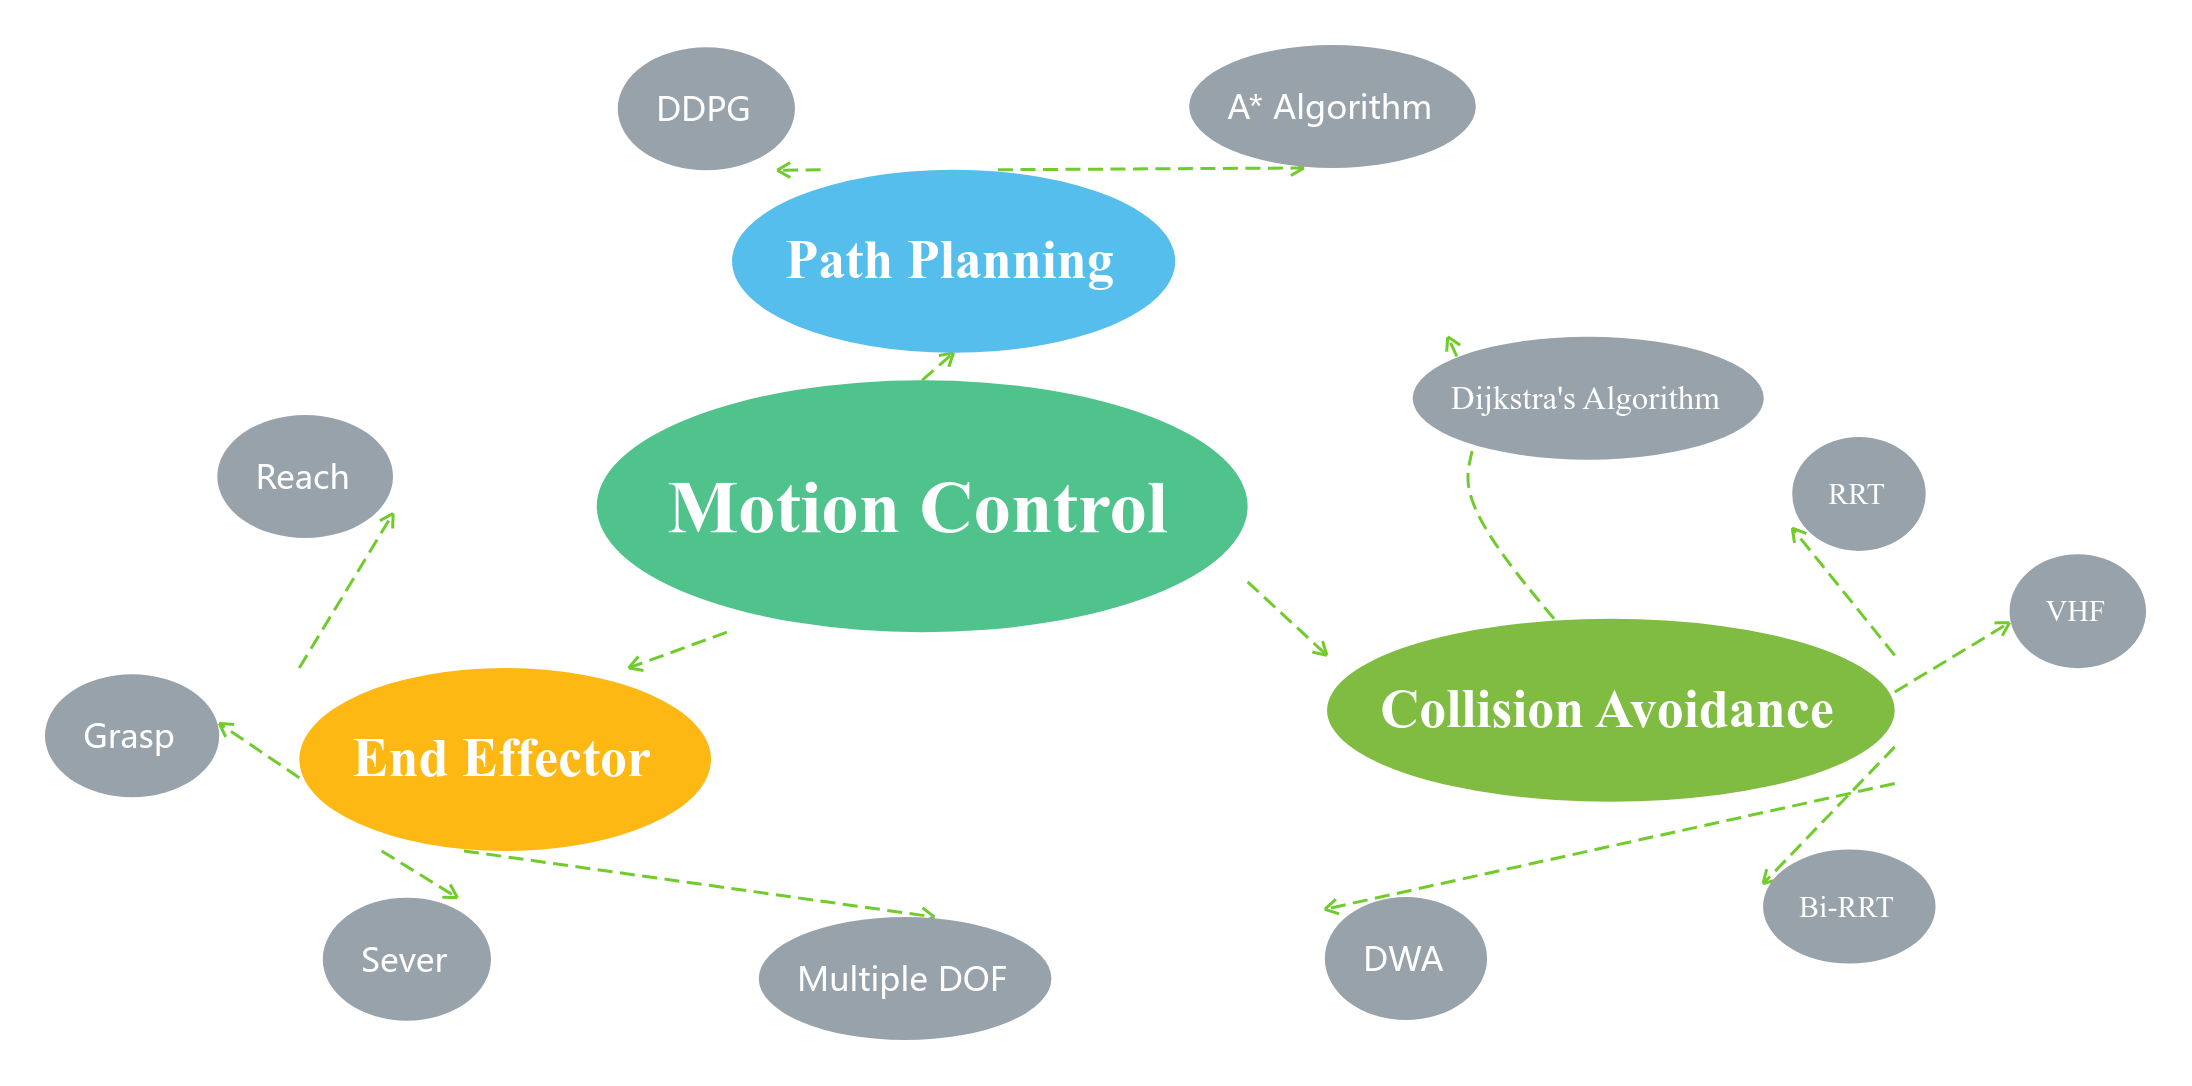 DDPG
A* Algorithm
Path Planning
Dijkstra's Algorithm
Reach
RRT
Motion Control
VHF
Collision Avoidance
Grasp
End Effector
Bi-RRT
Sever
DWA
Multiple DOF